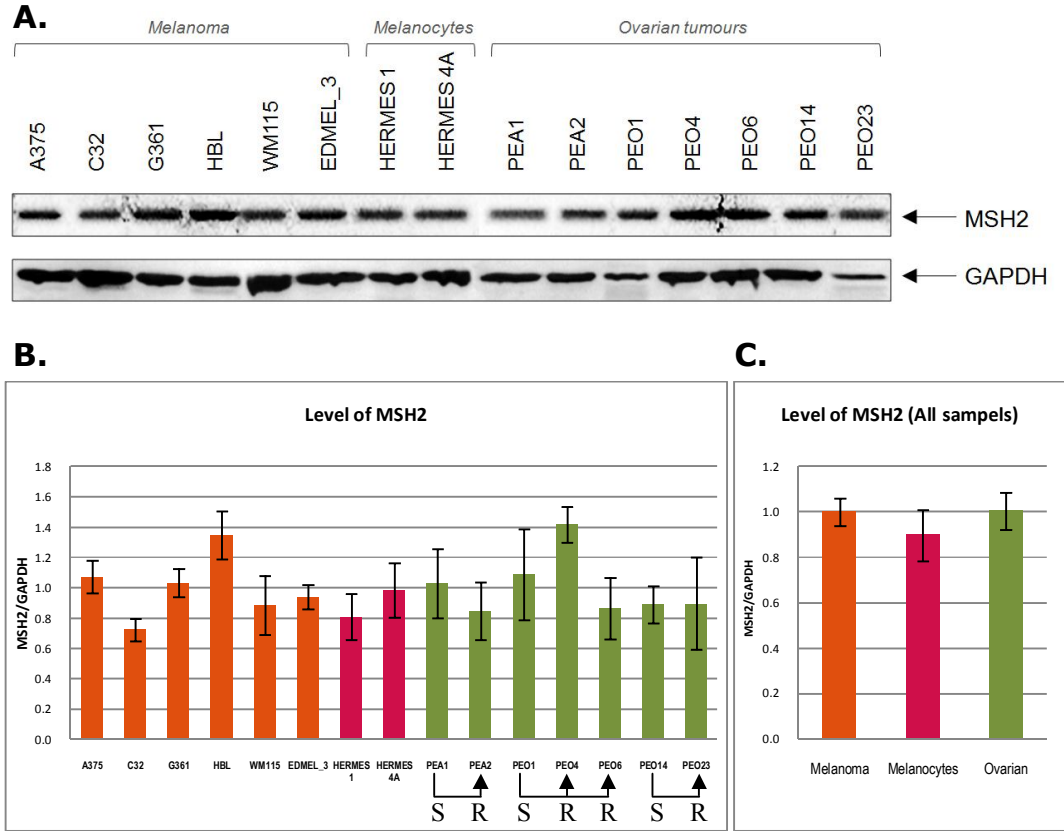 A.
Melanoma Melanocytes Ovarian tumours
A375 C32 G361 HBL WM115 EDMEL_3 HERMES 1 HERMES 4A PEA1 PEA2 PEO1 PEO4 PEO6 PEO14 PEO23
MSH2
GAPDH
B.
Level of MSH2
MSH2/GAPDH
1.8
1.6
1.4
1.2
1.0
0.8
0.6
0.4
0.2
0.0
A375 C32 G361 HBL WM115 EDMEL_3 HERMES 1 HERMES 4A PEA1 PEA2 PEO1 PEO4 PEO6 PEO14 PEO23
S R S R R S R
C.
Level of MSH2 (All sampels)
MSH2/GAPDH
1.2
1.0
0.8
0.6
0.4
0.2
0.0
Melanoma Melanocytes Ovarian